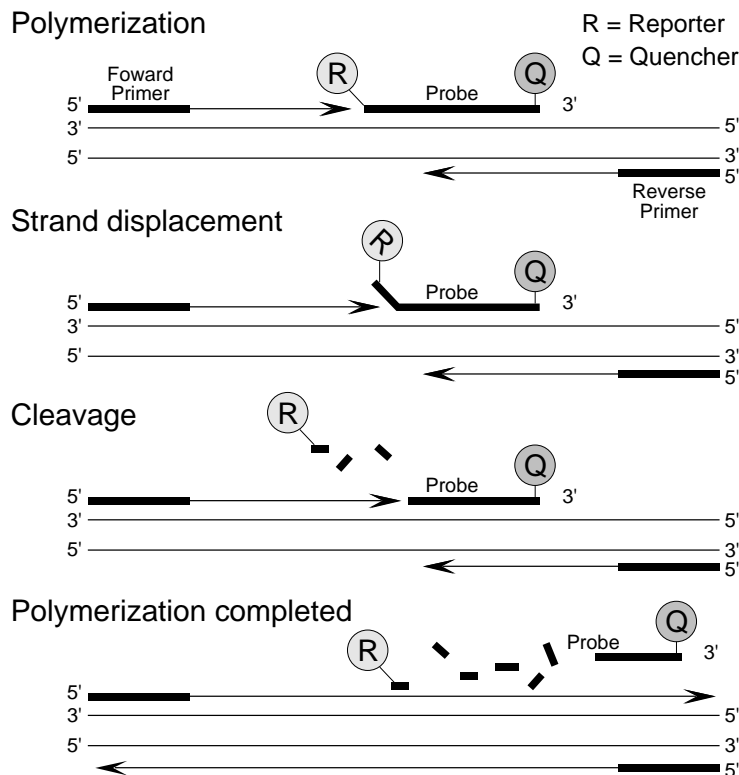 Polymerization
R = Reporter
Q = Quencher
Foward
Primer
R
Probe
Q
5'
3'
3'
5'
5'
3'
5'
Reverse
Primer
Strand displacement
R
Probe
Q
5'
3'
3'
5'
5'
3'
5'
Cleavage
R
Probe
Q
5'
3'
3'
5'
5'
3'
5'
Polymerization completed
R
Probe
Q
3'
5'
3'
5'
5'
3'
5'